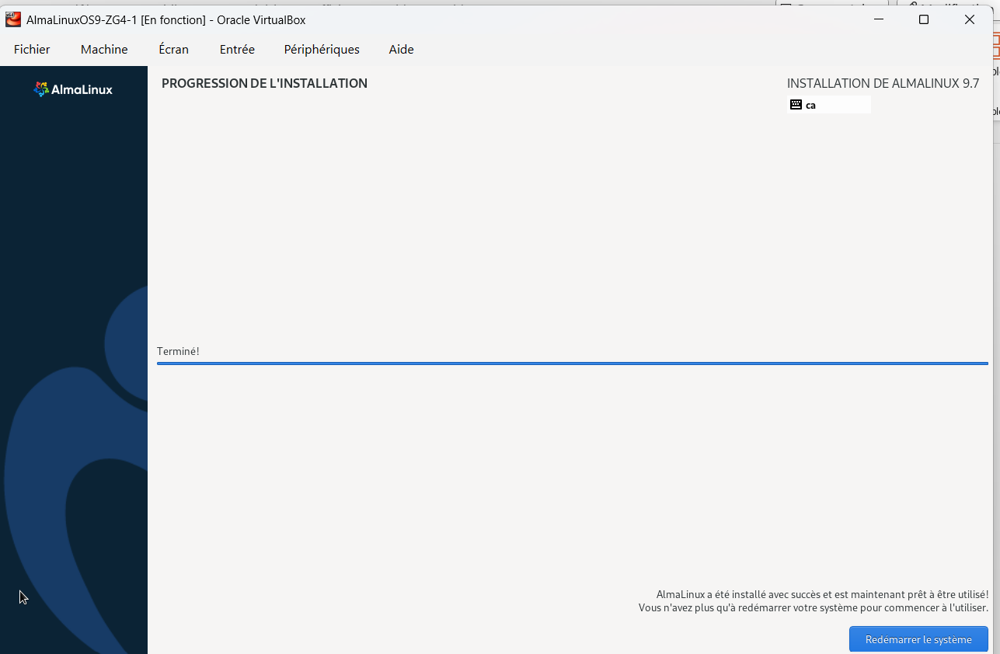 AlmaLinuxOS9-ZG4-1 [En fonction] - Oracle VirtualBox
Fichier Machine Écran Entrée Périphériques Aide
AlmaLinux
PROGRESSION DE L'INSTALLATION
INSTALLATION DE ALMALINUX 9.7
ca
Terminé!
AlmaLinux a été installé avec succès et est maintenant prêt à être utilisé!
Vous n'avez plus qu'à redémarrer votre système pour commencer à l'utiliser.
Redémarrer le système